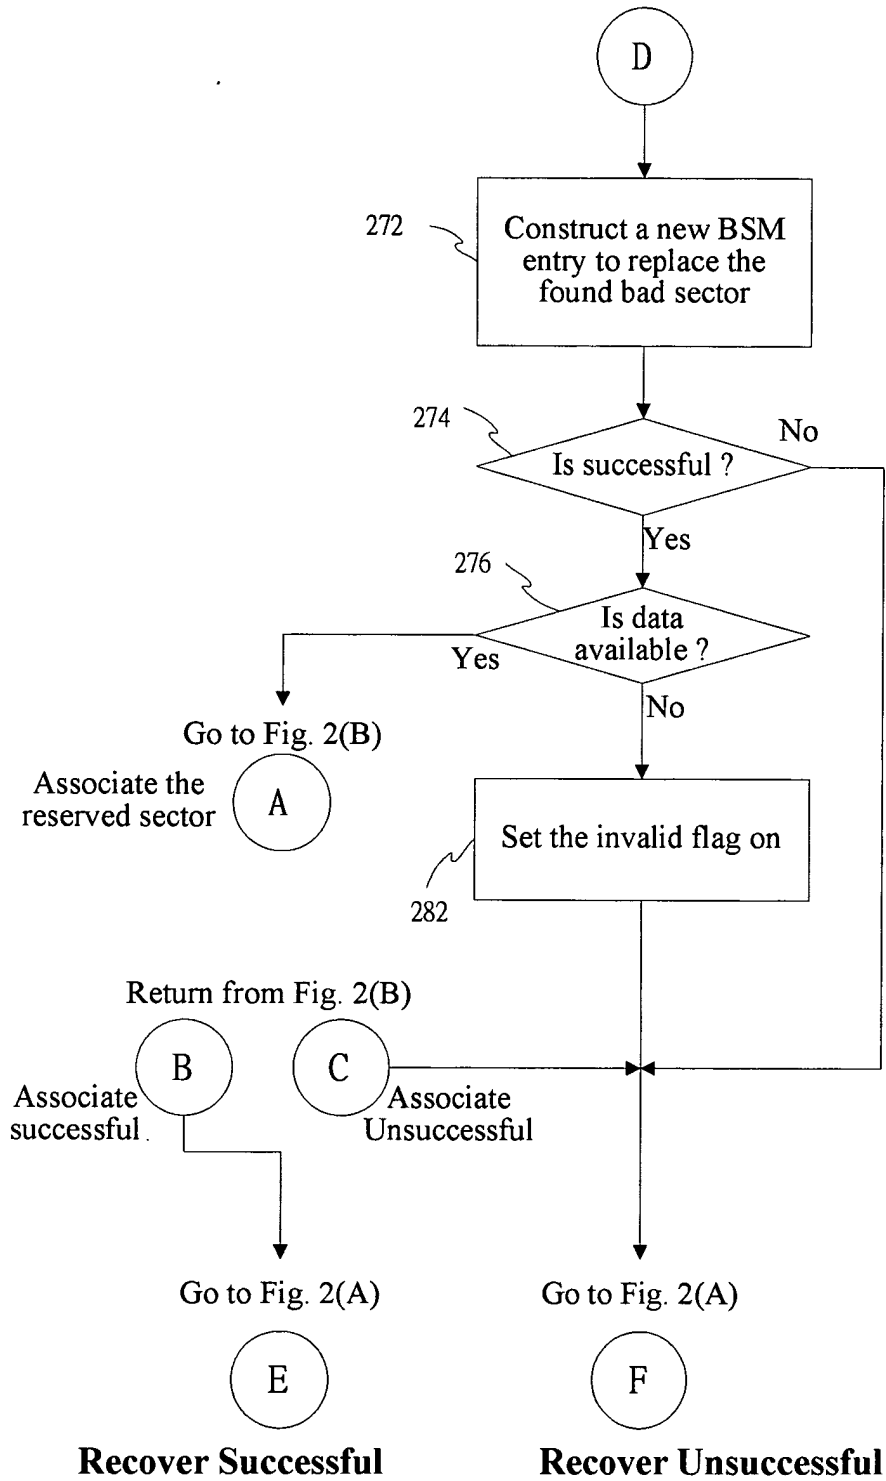 D
272
Construct a new BSM
entry to replace the
found bad sector
274
Is successful ?
No
Yes
276
Is data
available ?
Yes
No
Go to Fig. 2(B)
Associate the
reserved sector
A
Set the invalid flag on
282
Return from Fig. 2(B)
B
C
Associate
successful
Associate
Unsuccessful
Go to Fig. 2(A)
Go to Fig. 2(A)
E
F
Recover Successful
Recover Unsuccessful